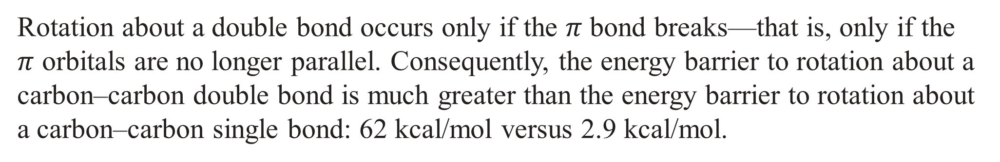 Rotation about a double bond occurs only if the π bond breaks—that is, only if the
π orbitals are no longer parallel. Consequently, the energy barrier to rotation about a
carbon–carbon double bond is much greater than the energy barrier to rotation about
a carbon–carbon single bond: 62 kcal/mol versus 2.9 kcal/mol.